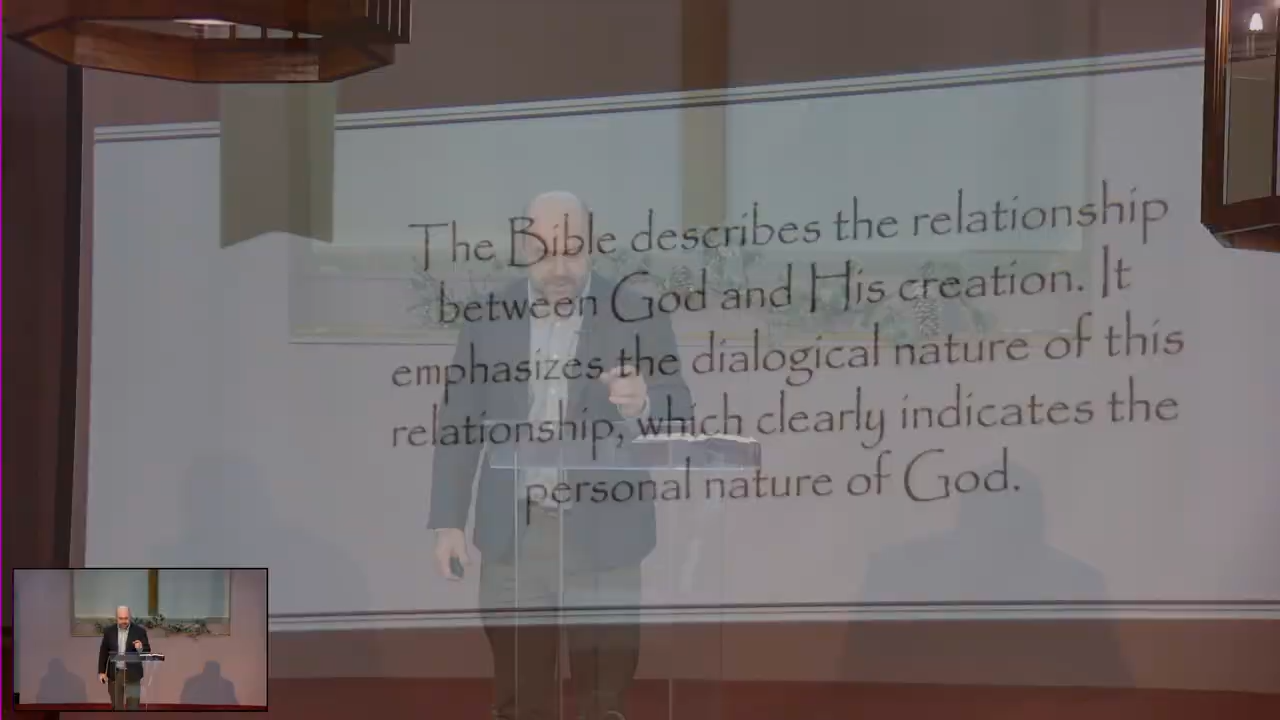 The Bible describes the relationship
between God and His creation. It
emphasizes the dialogical nature of this
relationship, which clearly indicates the
personal nature of God.